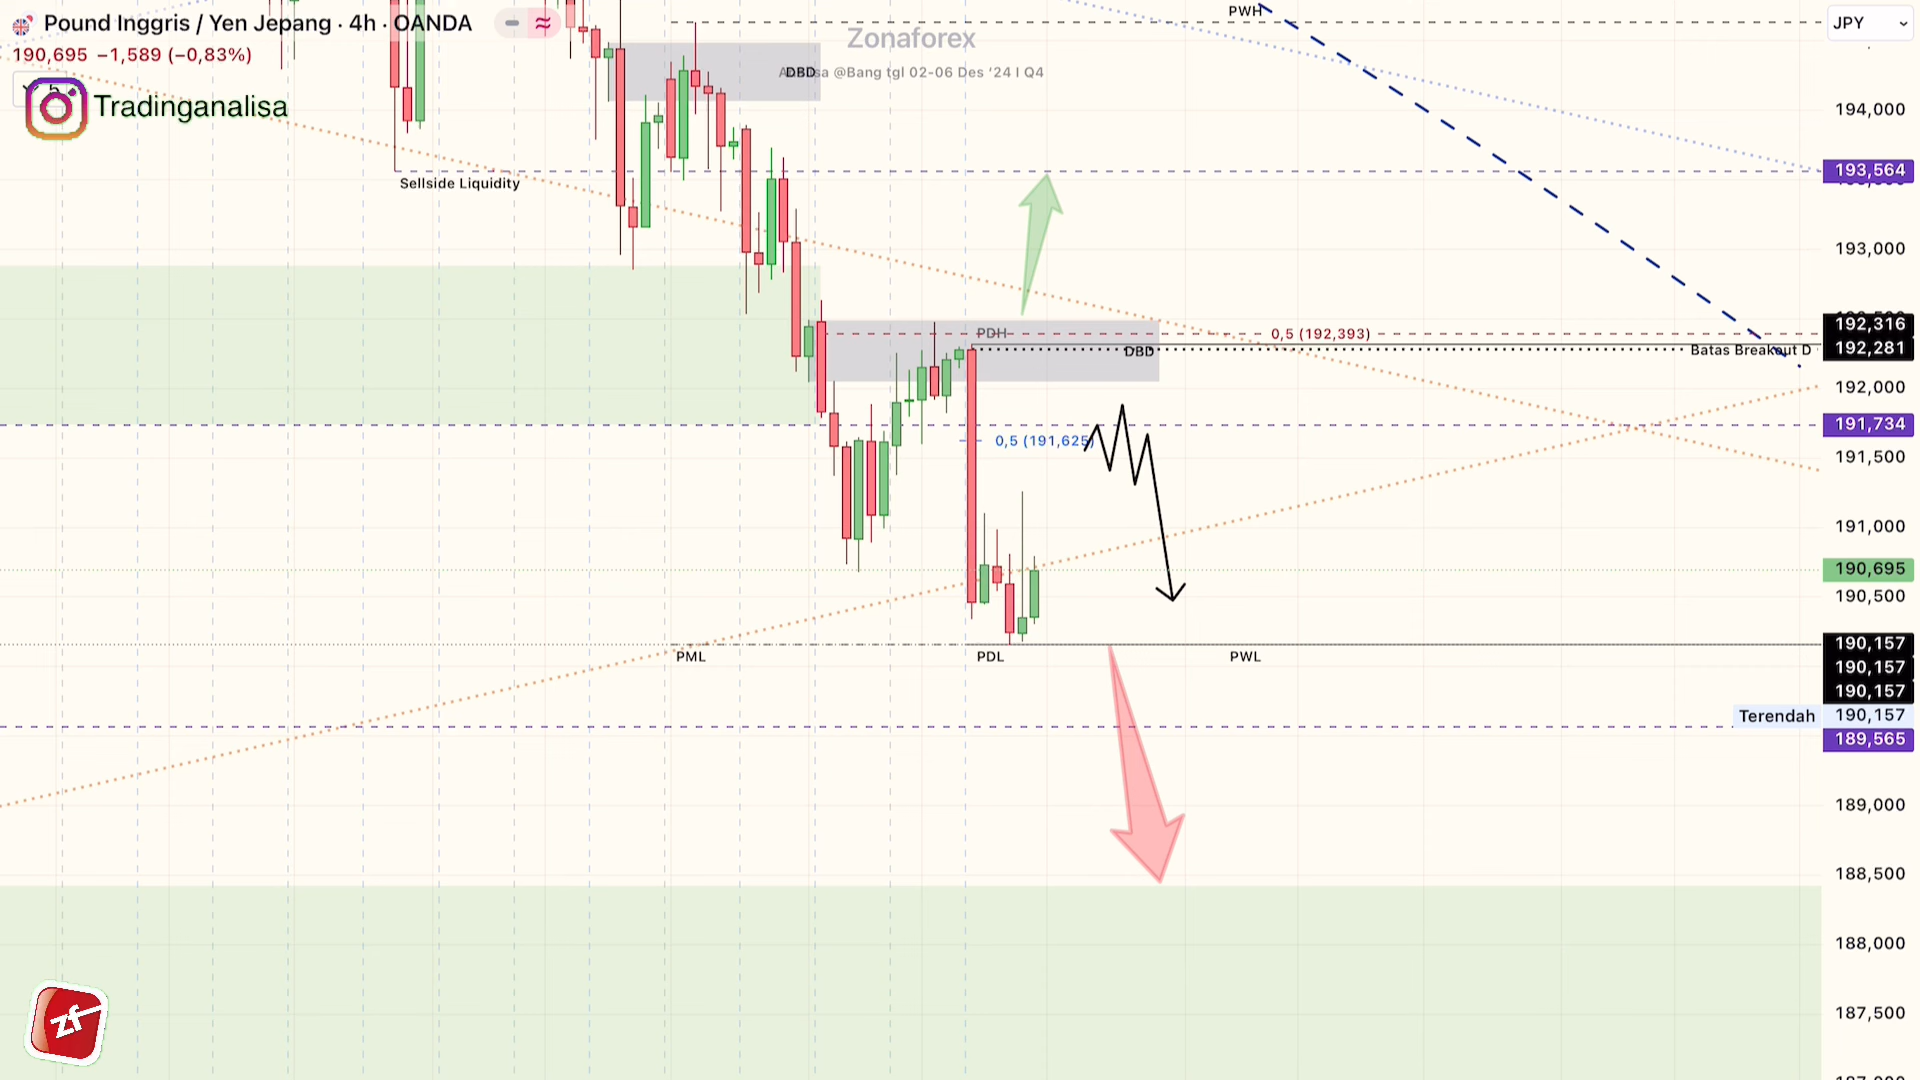 Pound Inggris / Yen Jepang · 4h · OANDA
190,695 −1,589 (−0,83%)
Tradinganalisa
Zonaforex
DBD
@Bang tgl 02-06 Des ‘24 I Q4
PWH
JPY
194,000
193,564
Sellside Liquidity
193,000
PDH
0,5 (192,393)
192,316
DBD
Batas Breakout D
192,281
192,000
191,734
0,5 (191,625)
191,500
191,000
190,695
190,500
190,157
PML
PDL
PWL
190,157
190,157
Terendah
190,157
189,565
189,000
188,500
188,000
187,500
zf